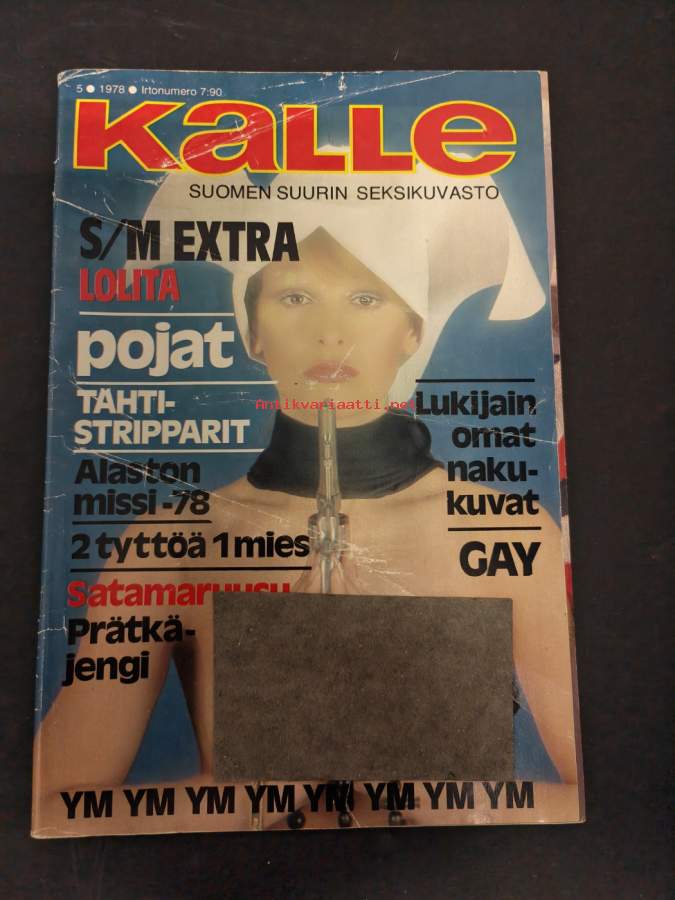 5 ● 1978 ● Irtonumero 7:90
KaLLe
SUOMEN SUURIN SEKSIKUVASTO
S/M EXTRA
LOLITA
pojat
TÄHTI-
STRIPPARIT
Alaston
missi -78
2 tyttöä 1 mies
Satamaruusu
Prätkä-
jengi
Lukijain
omat
naku-
kuvat
GAY
YM YM YM YM YM YM YM YM
Antikvariaatti.net